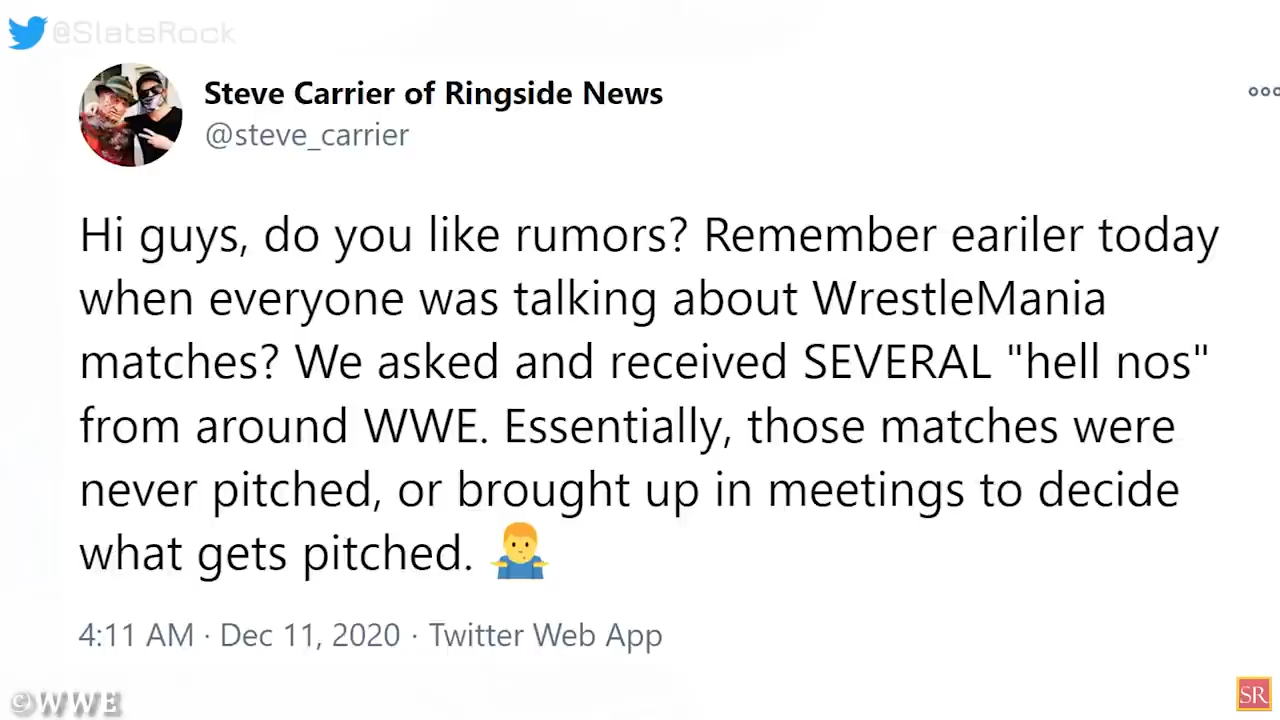 @SlatsRock
Steve Carrier of Ringside News
@steve_carrier
Hi guys, do you like rumors? Remember eariler today
when everyone was talking about WrestleMania
matches? We asked and received SEVERAL "hell nos"
from around WWE. Essentially, those matches were
never pitched, or brought up in meetings to decide
what gets pitched.
4:11 AM · Dec 11, 2020 · Twitter Web App
©WWE
SR